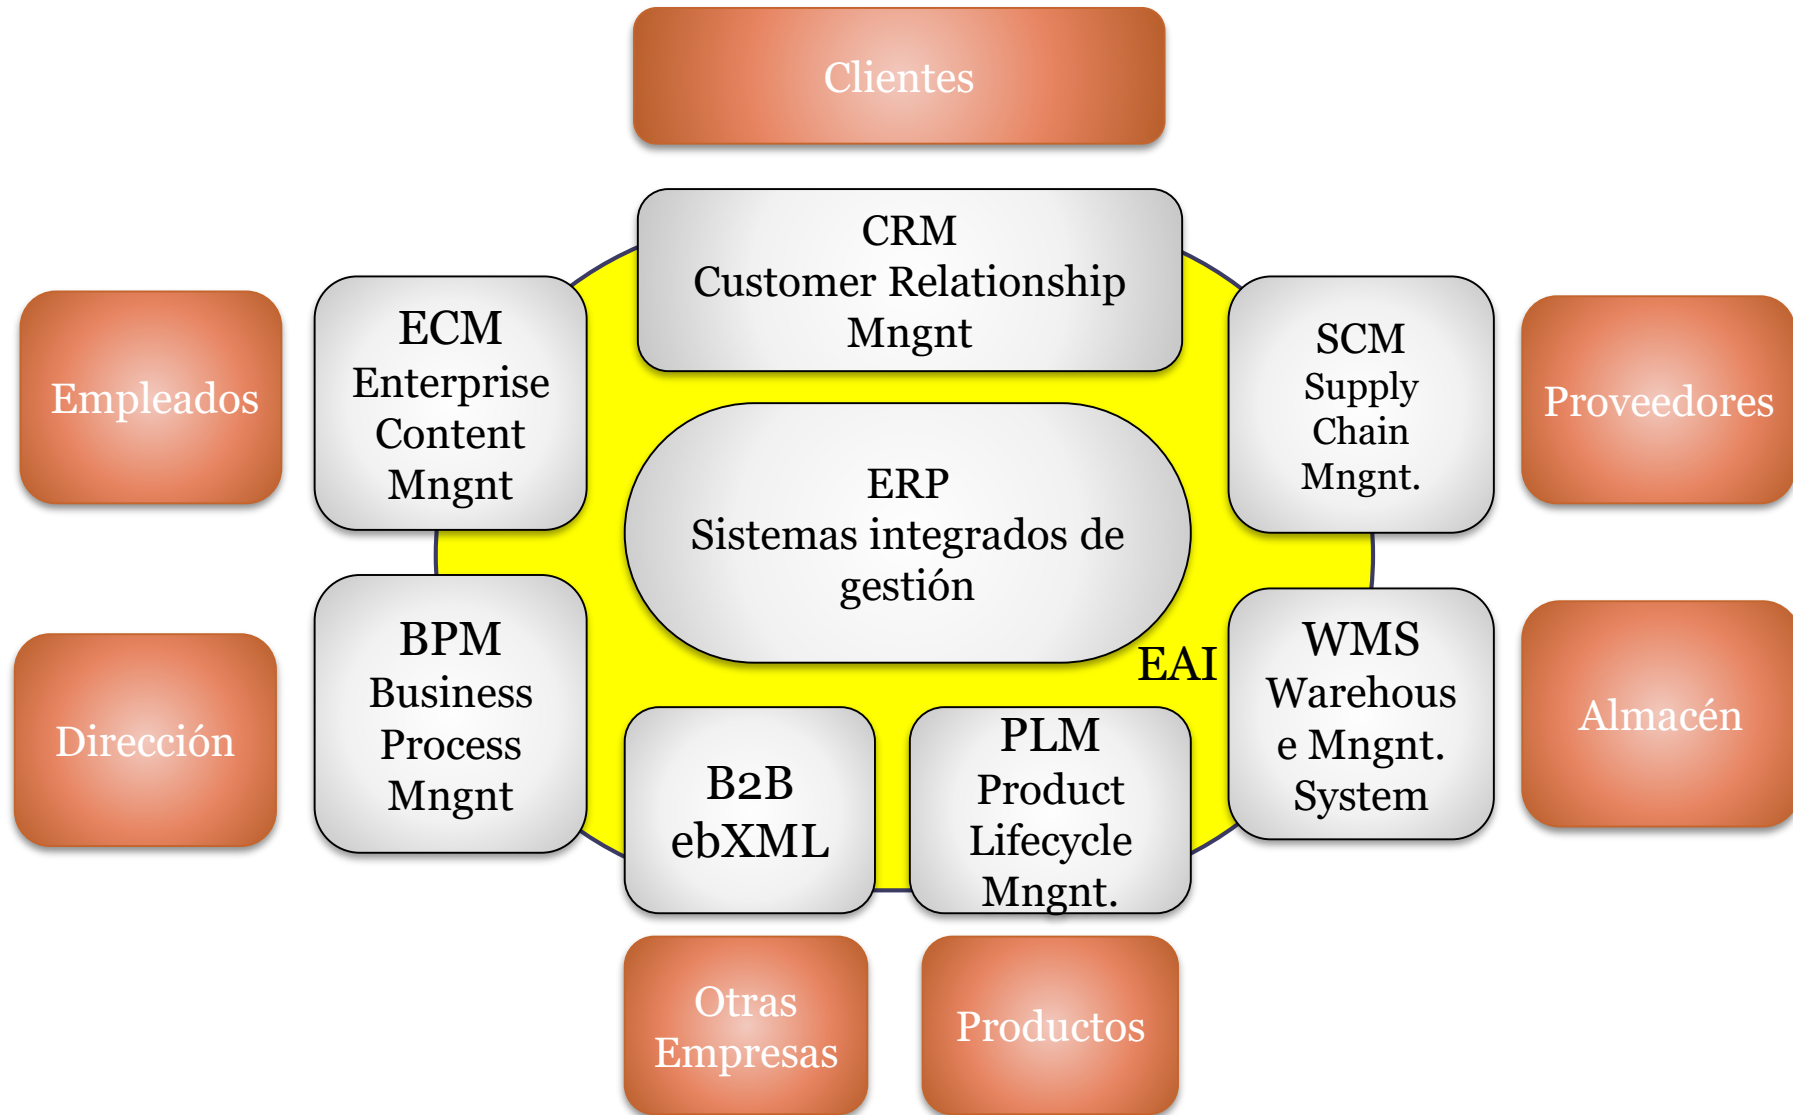 Clientes
CRM
Customer Relationship
Mngnt
Empleados
ECM
Enterprise
Content
Mngnt
SCM
Supply
Chain
Mngnt.
Proveedores
ERP
Sistemas integrados de
gestión
EAI
Dirección
BPM
Business
Process
Mngnt
WMS
Warehous
e Mngnt.
System
Almacén
B2B
ebXML
PLM
Product
Lifecycle
Mngnt.
Otras
Empresas
Productos